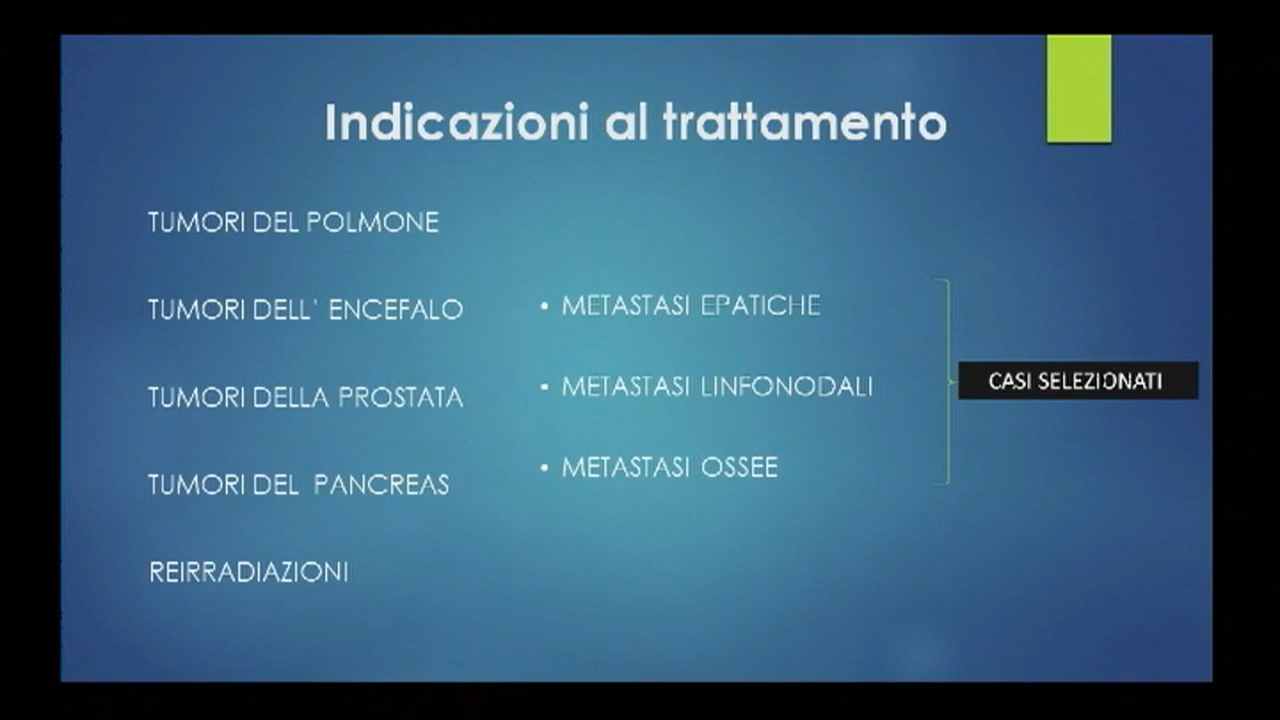 Indicazioni al trattamento
TUMORI DEL POLMONE
TUMORI DELL' ENCEFALO
TUMORI DELLA PROSTATA
TUMORI DEL PANCREAS
REIRRADIAZIONI
• METASTASI EPATICHE
• METASTASI LINFONODALI
• METASTASI OSSEE
CASI SELEZIONATI